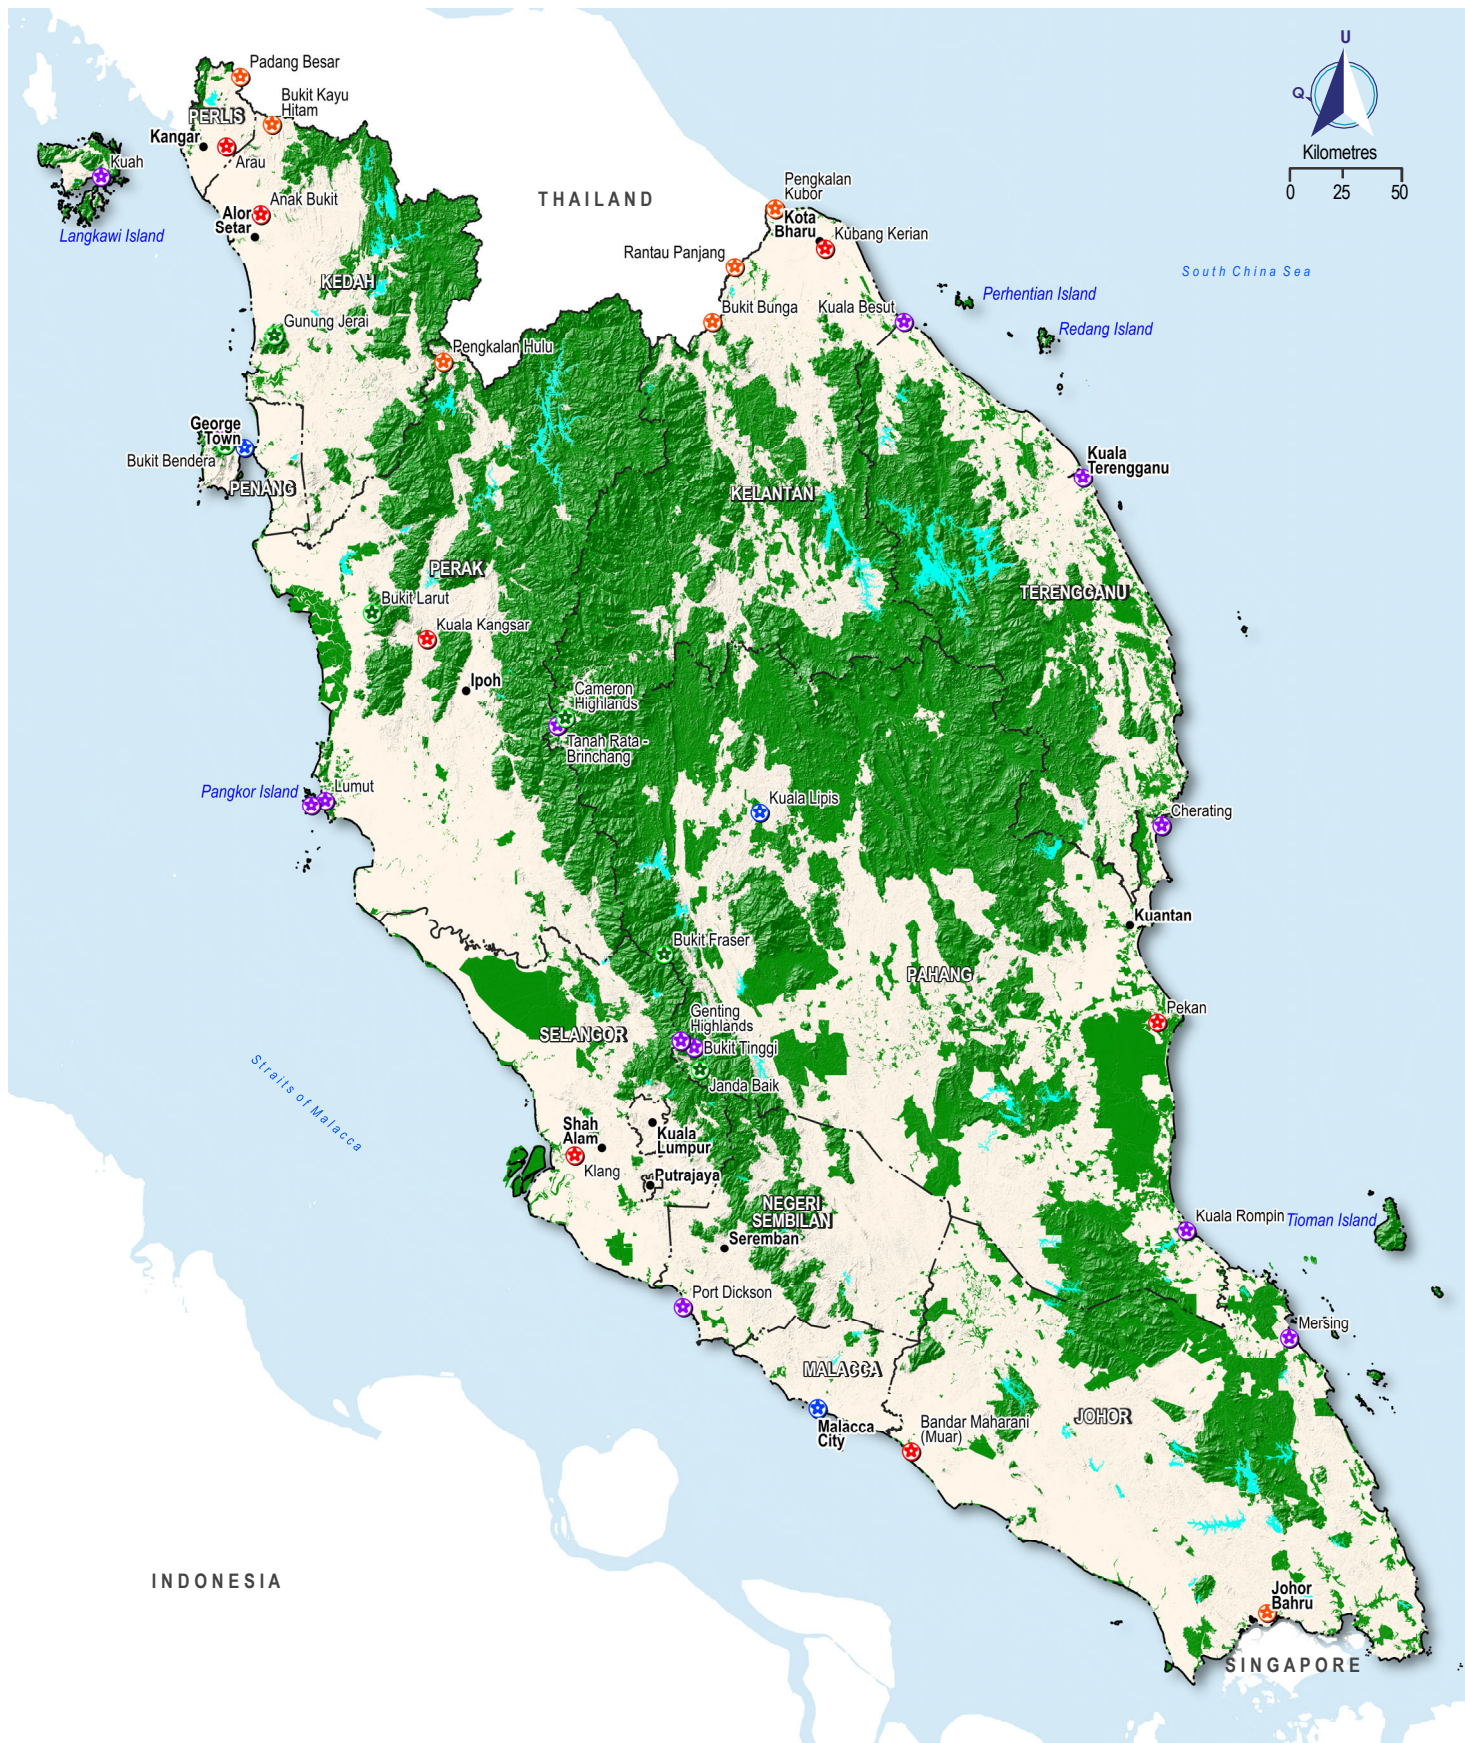 U
Q
Kilometres
0 25 50
Padang Besar
Bukit Kayu
Hitam
PERLIS
Kangar
Arau
Kuah
Langkawi Island
Anak Bukit
Alor
Setar
THAILAND
Pengkalan
Kubor
Kota
Bharu
Kubang Kerian
Rantau Panjang
South China Sea
KEDAH
Perhentian Island
Bukit Bunga
Kuala Besut
Redang Island
Gunung Jerai
Pengkalan Hulu
George
Town
Bukit Bendera
PENANG
Kuala
Terengganu
KELANTAN
PERAK
TERENGGANU
Bukit Larut
Kuala Kangsar
Ipoh
Cameron
Highlands
Tanah Rata -
Brinchang
Pangkor Island
Lumut
Kuala Lipis
Cherating
Kuantan
Bukit Fraser
PAHANG
Pekan
Genting
Highlands
SELANGOR
Bukit Tinggi
Janda Baik
Straits of Malacca
Shah
Alam
Kuala
Lumpur
Klang
Putrajaya
NEGERI
SEMBILAN
Seremban
Kuala Rompin
Tioman Island
Port Dickson
Mersing
MALACCA
Malacca
City
Bandar Maharani
(Muar)
JOHOR
INDONESIA
Johor
Bahru
SINGAPORE